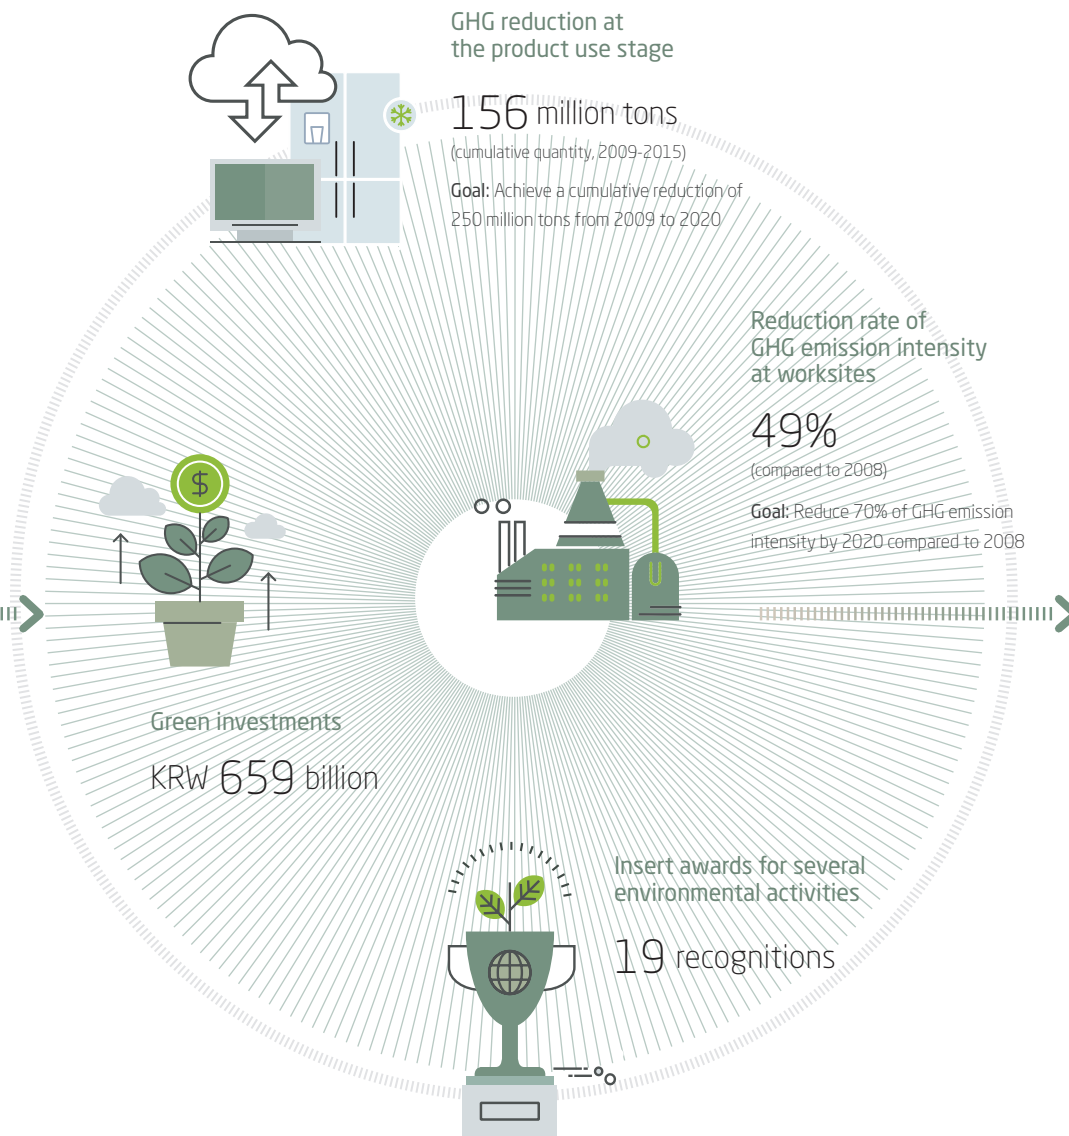 GHG reduction at
the product use stage
156 million tons
(cumulative quantity, 2009-2015)
Goal: Achieve a cumulative reduction of
250 million tons from 2009 to 2020
Reduction rate of
GHG emission intensity
at worksites
49%
(compared to 2008)
Goal: Reduce 70% of GHG emission
intensity by 2020 compared to 2008
$
Green investments
KRW 659 billion
Insert awards for several
environmental activities
19 recognitions